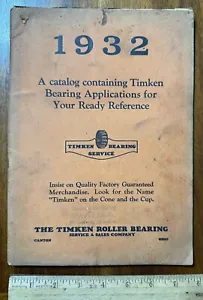 1932
A catalog containing Timken
Bearing Applications for
Your Ready Reference
TIMKEN BEARING
SERVICE
Insist on Quality Factory Guaranteed
Merchandise. Look for the Name
"Timken" on the Cone and the Cup.
THE TIMKEN ROLLER BEARING
SERVICE & SALES COMPANY
CANTON OHIO